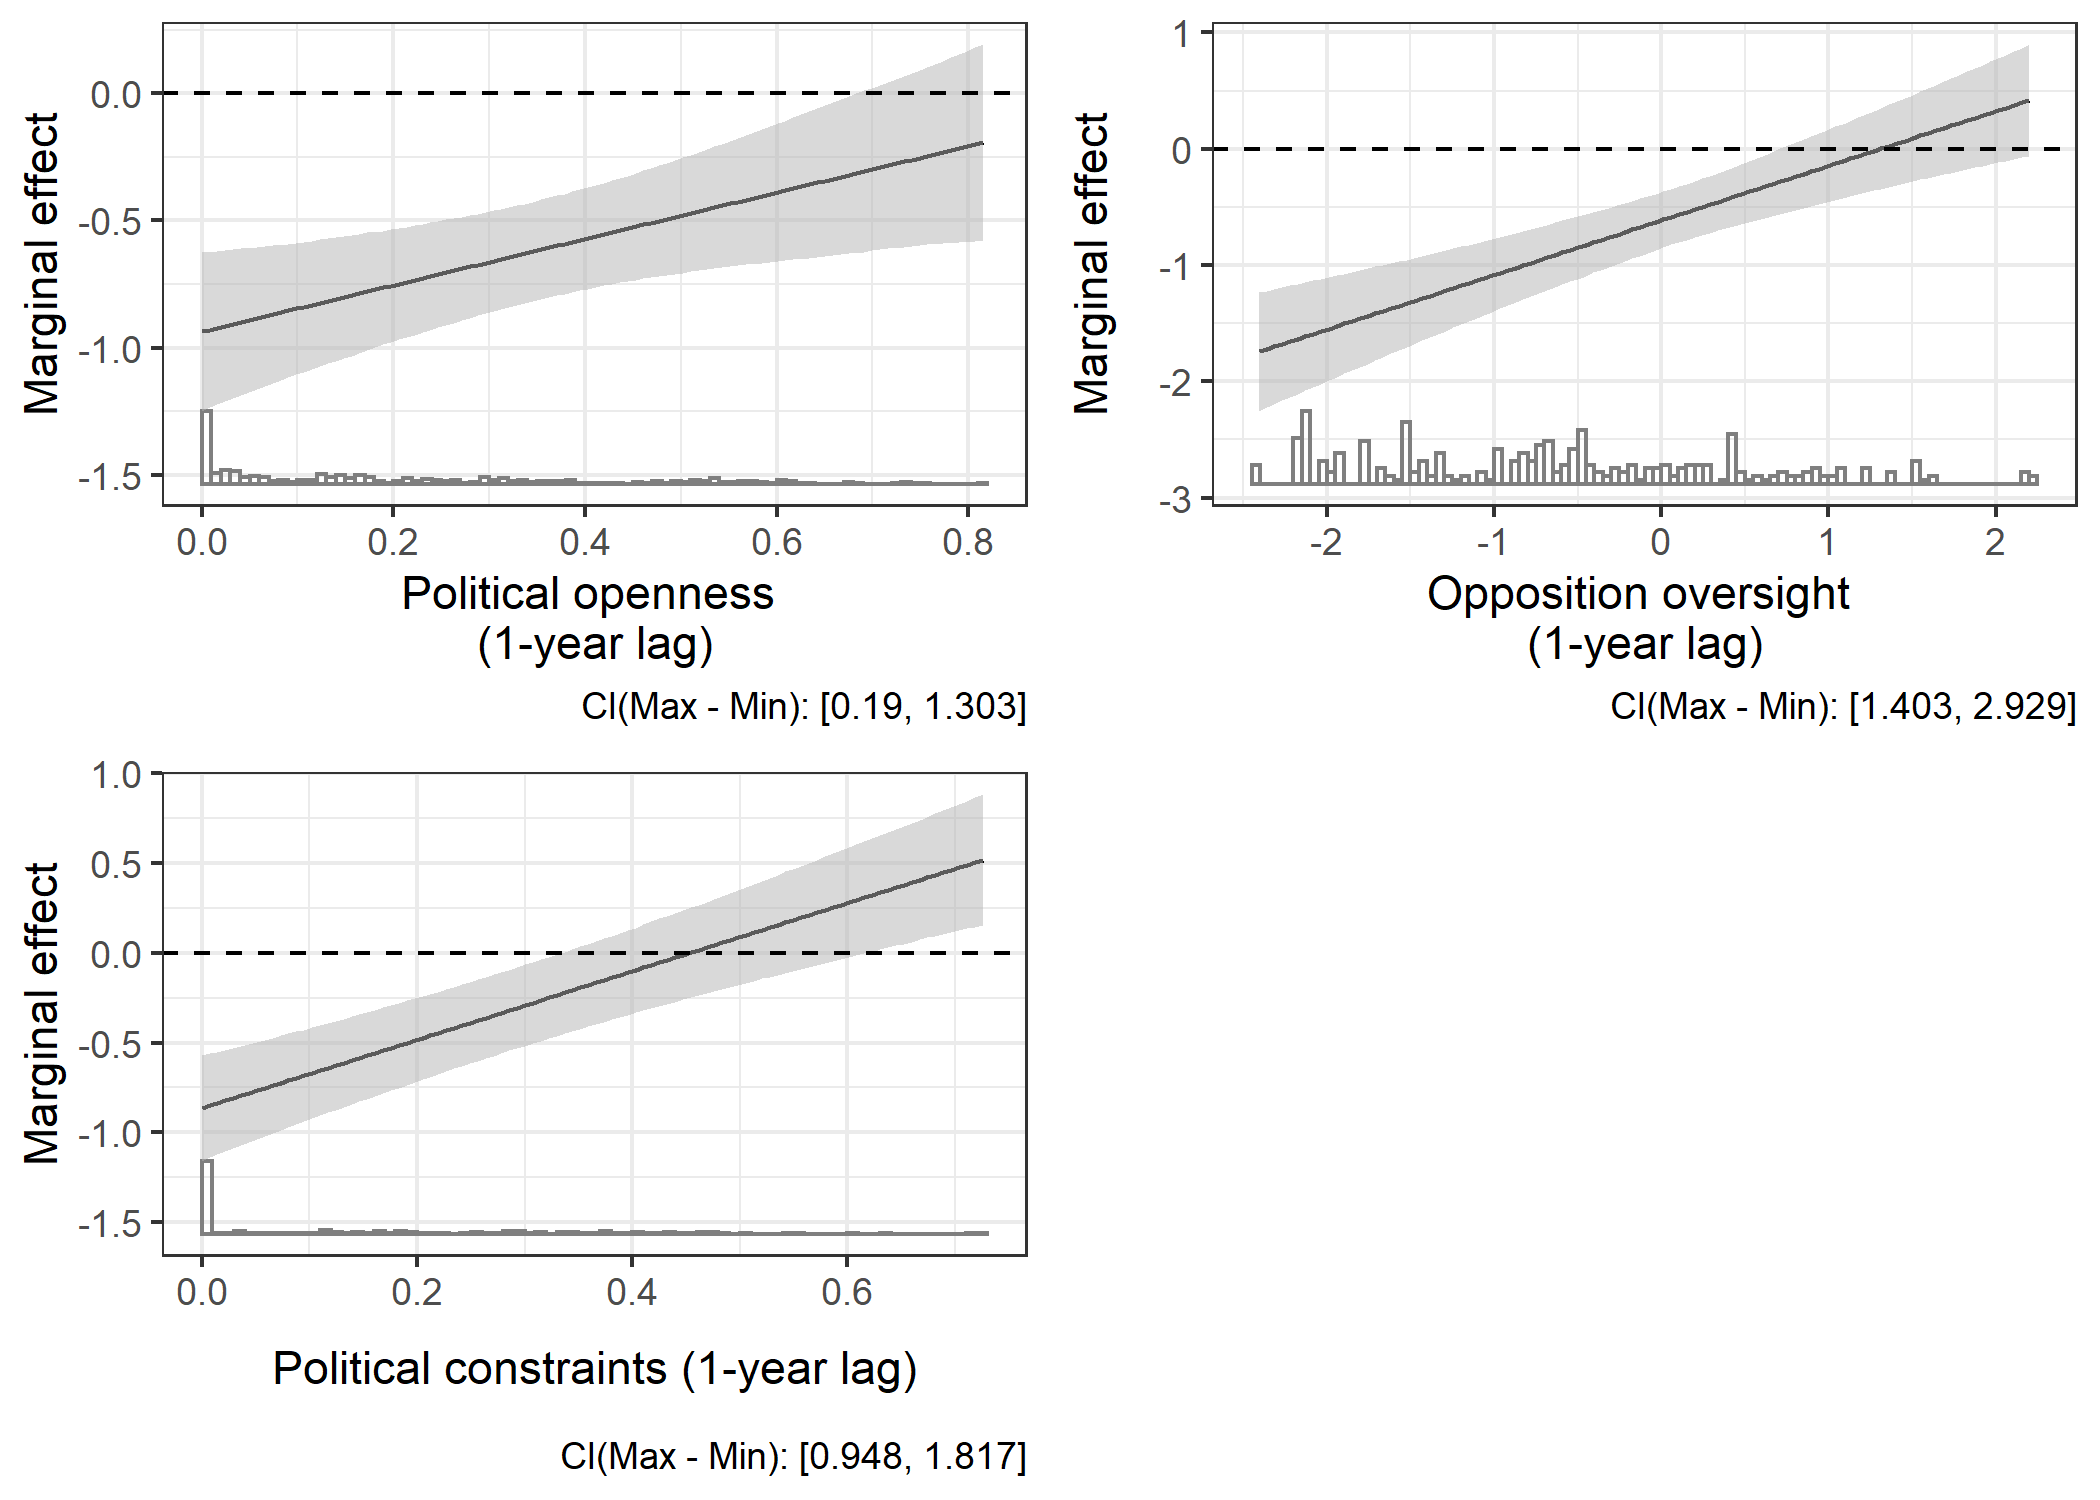 Marginal effect
0.0
-0.5
-1.0
-1.5
0.0 0.2 0.4 0.6 0.8
Political openness
(1-year lag)
CI(Max - Min): [0.19, 1.303]
Marginal effect
1
0
-1
-2
-3
-2 -1 0 1 2
Opposition oversight
(1-year lag)
CI(Max - Min): [1.403, 2.929]
Marginal effect
1.0
0.5
0.0
-0.5
-1.0
-1.5
0.0 0.2 0.4 0.6
Political constraints (1-year lag)
CI(Max - Min): [0.948, 1.817]